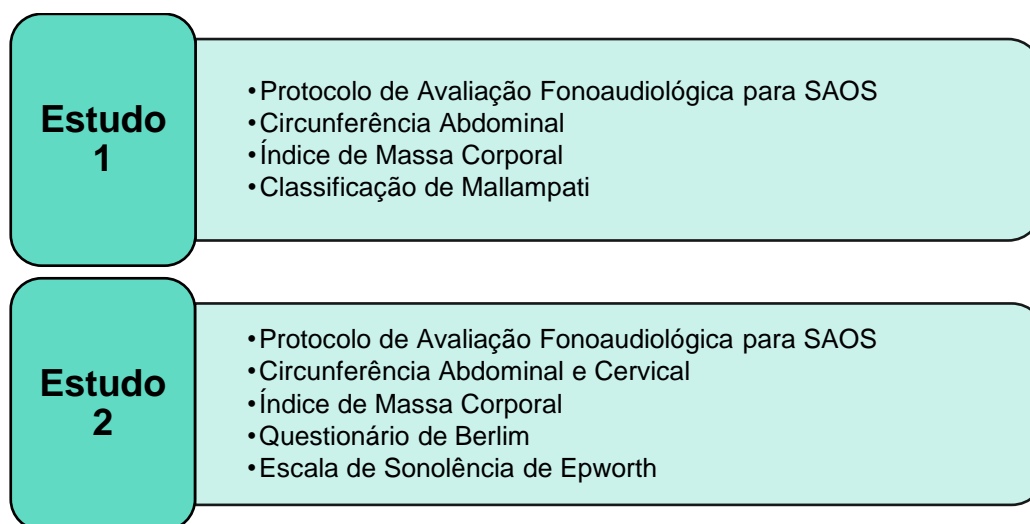 Estudo
1
•Protocolo de Avaliação Fonoaudiológica para SAOS
•Circunferência Abdominal
•Índice de Massa Corporal
•Classificação de Mallampati
Estudo
2
•Protocolo de Avaliação Fonoaudiológica para SAOS
•Circunferência Abdominal e Cervical
•Índice de Massa Corporal
•Questionário de Berlim
•Escala de Sonolência de Epworth